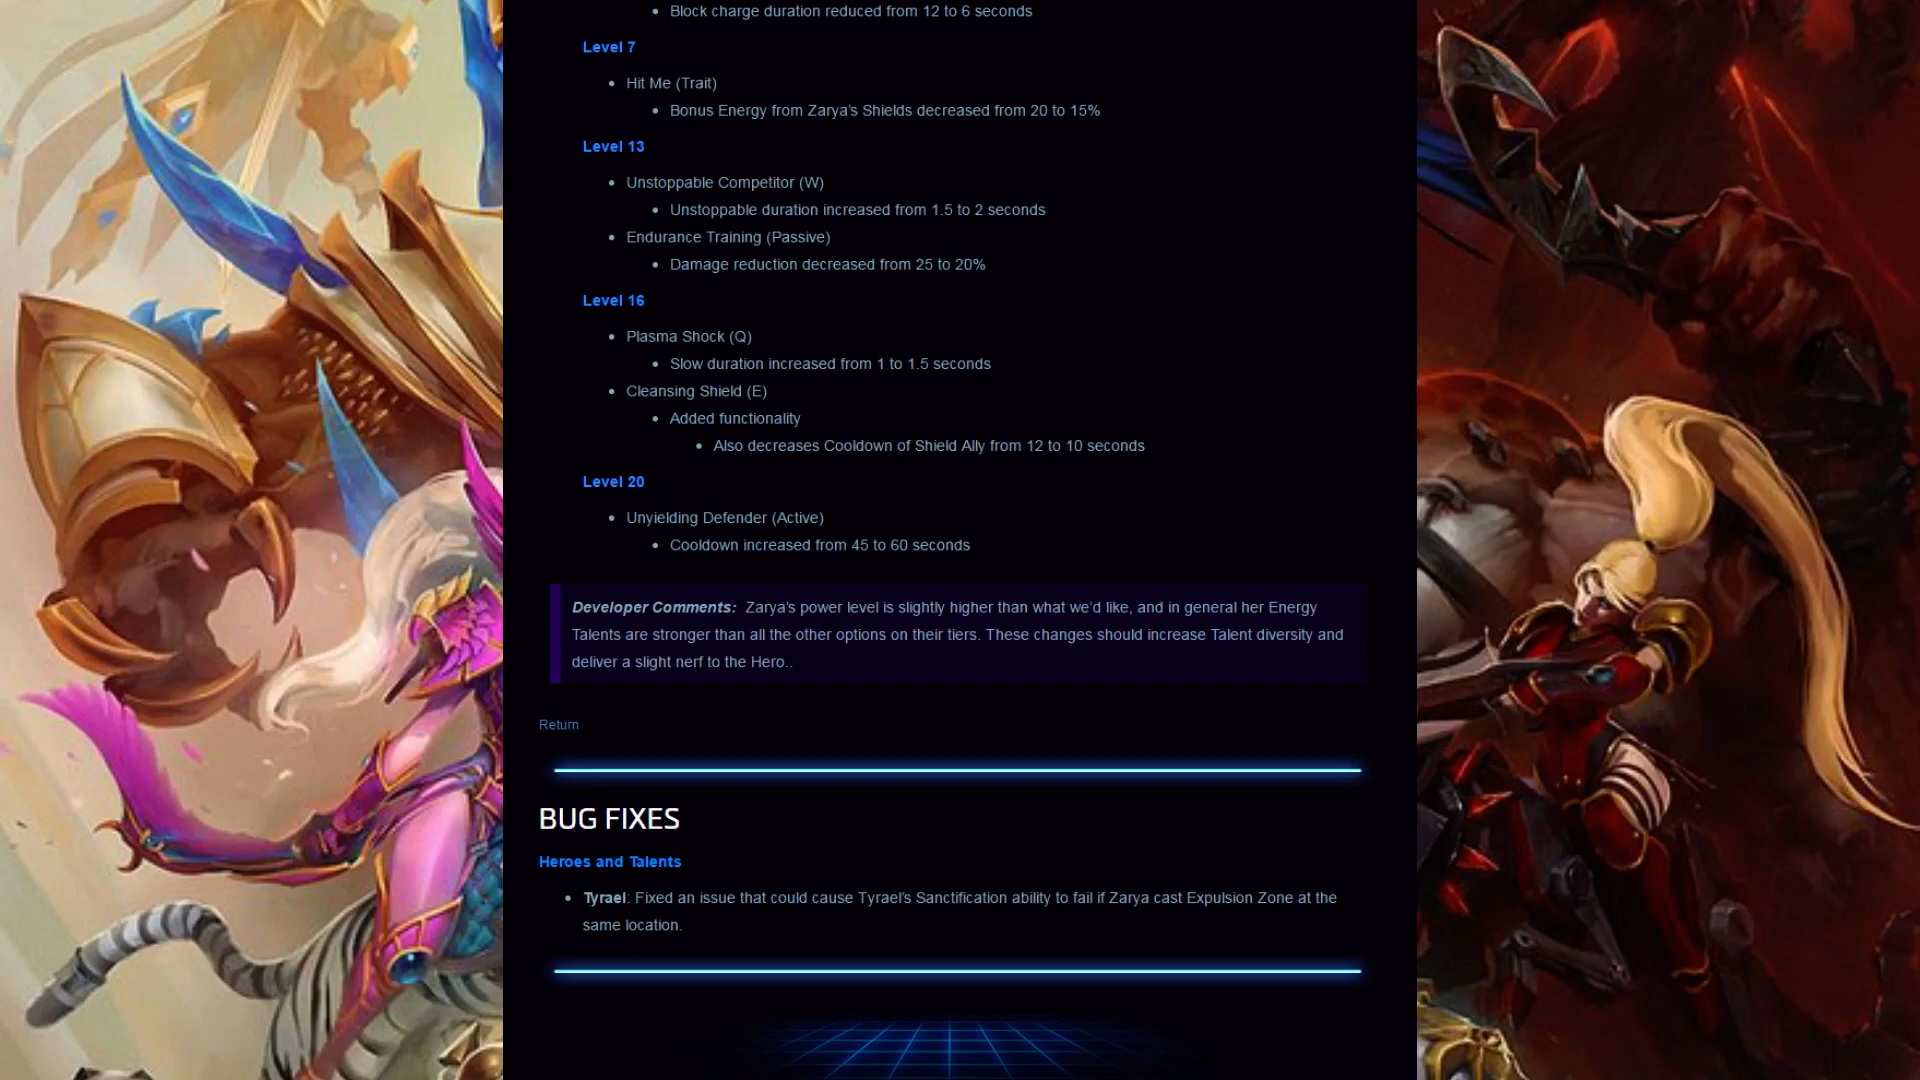 Block charge duration reduced from 12 to 6 seconds
Level 7
Hit Me (Trait)
Bonus Energy from Zarya's Shields decreased from 20 to 15%
Level 13
Unstoppable Competitor (W)
Unstoppable duration increased from 1.5 to 2 seconds
Endurance Training (Passive)
Damage reduction decreased from 25 to 20%
Level 16
Plasma Shock (Q)
Slow duration increased from 1 to 1.5 seconds
Cleansing Shield (E)
Added functionality
Also decreases Cooldown of Shield Ally from 12 to 10 seconds
Level 20
Unyielding Defender (Active)
Cooldown increased from 45 to 60 seconds
Developer Comments: Zarya's power level is slightly higher than what we'd like, and in general her Energy
Talents are stronger than all the other options on their tiers. These changes should increase Talent diversity and
deliver a slight nerf to the Hero..
Return
BUG FIXES
Heroes and Talents
Tyrael: Fixed an issue that could cause Tyrael's Sanctification ability to fail if Zarya cast Expulsion Zone at the
same location.